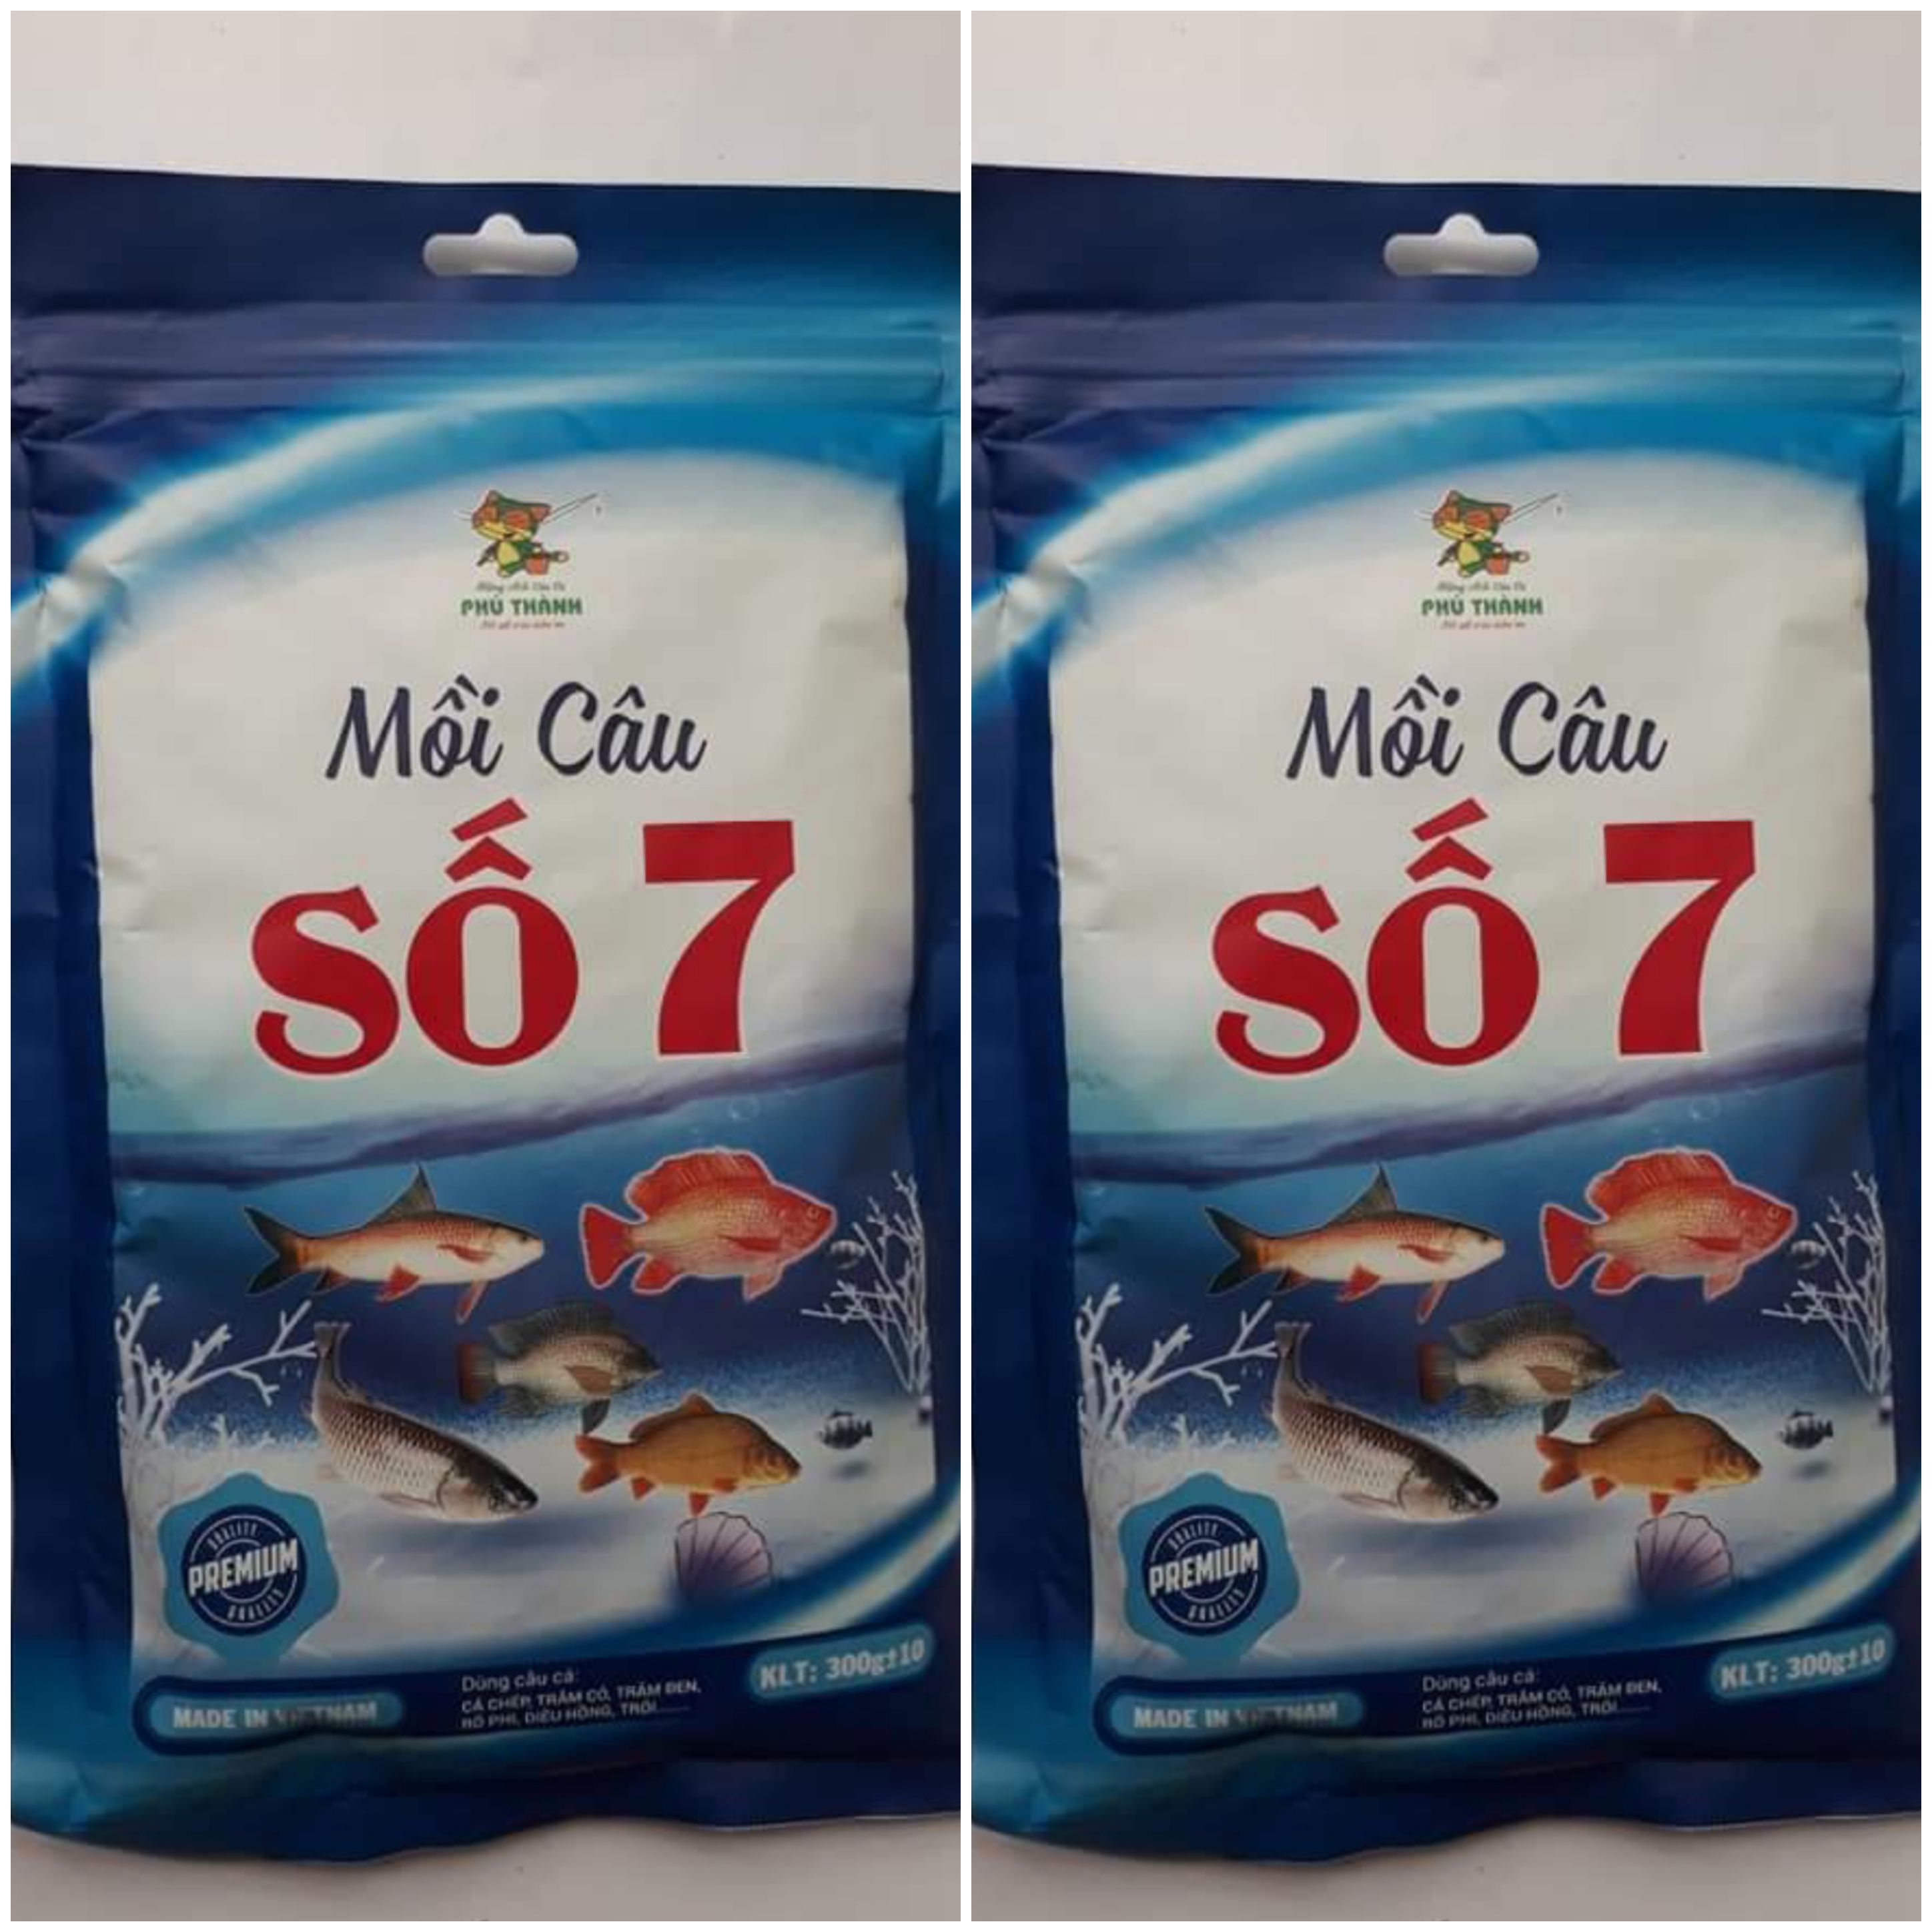 PHÚ THÀNH
Mồi Câu
SỐ 7
QUALITY
PREMIUM
QUALITY
MADE IN VIETNAM
Dùng câu cá:
CÁ CHÉP, TRẮM CỎ, TRẮM ĐEN,
RÔ PHI, DIÊU HỒNG, TRÔI......
KLT: 300g±10
PHÚ THÀNH
Mồi Câu
SỐ 7
QUALITY
PREMIUM
QUALITY
MADE IN VIETNAM
Dùng câu cá:
CÁ CHÉP, TRẮM CỎ, TRẮM ĐEN,
RÔ PHI, DIÊU HỒNG, TRÔI......
KLT: 300g±10